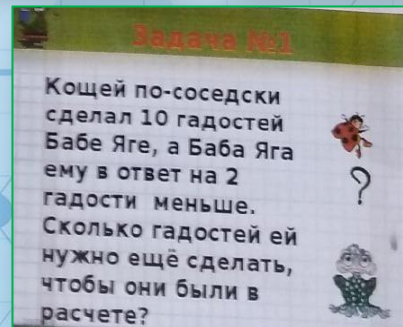 Задача №1
Кощей по-соседски
сделал 10 гадостей
Бабе Яге, а Баба Яга
ему в ответ на 2
гадости меньше.
Сколько гадостей ей
нужно ещё сделать,
чтобы они были в
расчете?
?